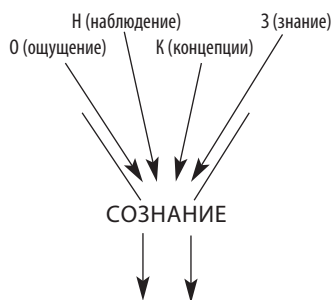 Н (наблюдение) З (знание)
О (ощущение) К (концепции)
СОЗНАНИЕ